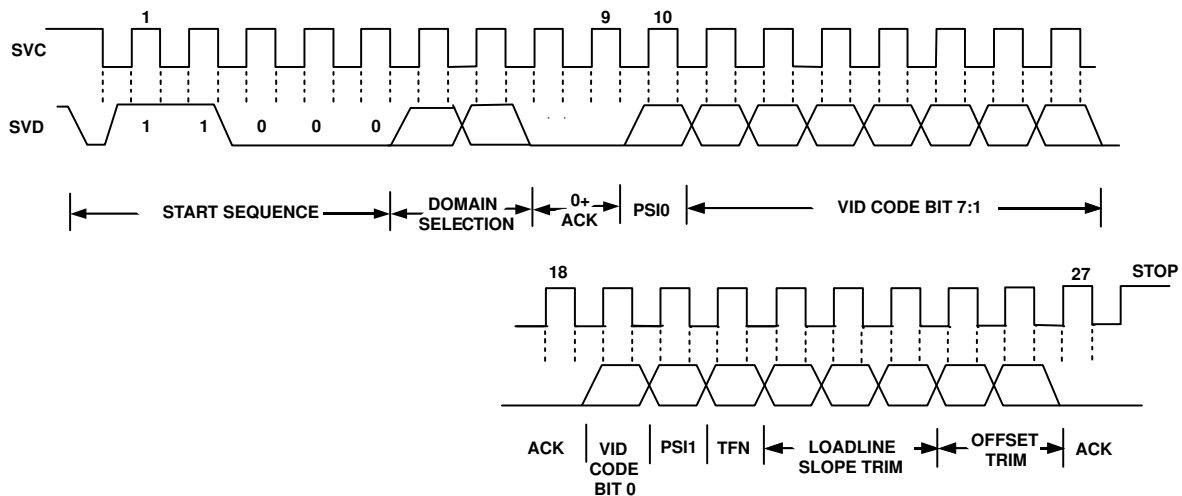 1 9 10
SVC
SVD
1 1 0 0 0
START SEQUENCE
DOMAIN
SELECTION
0+
ACK
PSI0
VID CODE BIT 7:1
18 27 STOP
ACK
VID
CODE
BIT 0
PSI1
TFN
LOADLINE
SLOPE TRIM
OFFSET
TRIM
ACK